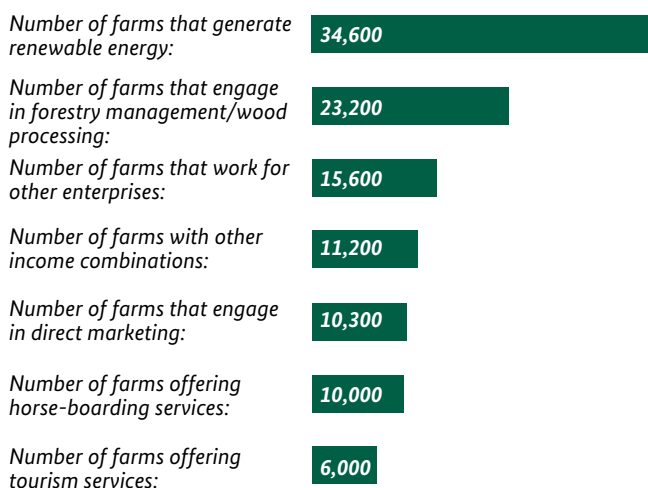 Number of farms that generate
renewable energy:
34,600
Number of farms that engage
in forestry management/wood
processing:
23,200
Number of farms that work for
other enterprises:
15,600
Number of farms with other
income combinations:
11,200
Number of farms that engage
in direct marketing:
10,300
Number of farms offering
horse-boarding services:
10,000
Number of farms offering
tourism services:
6,000